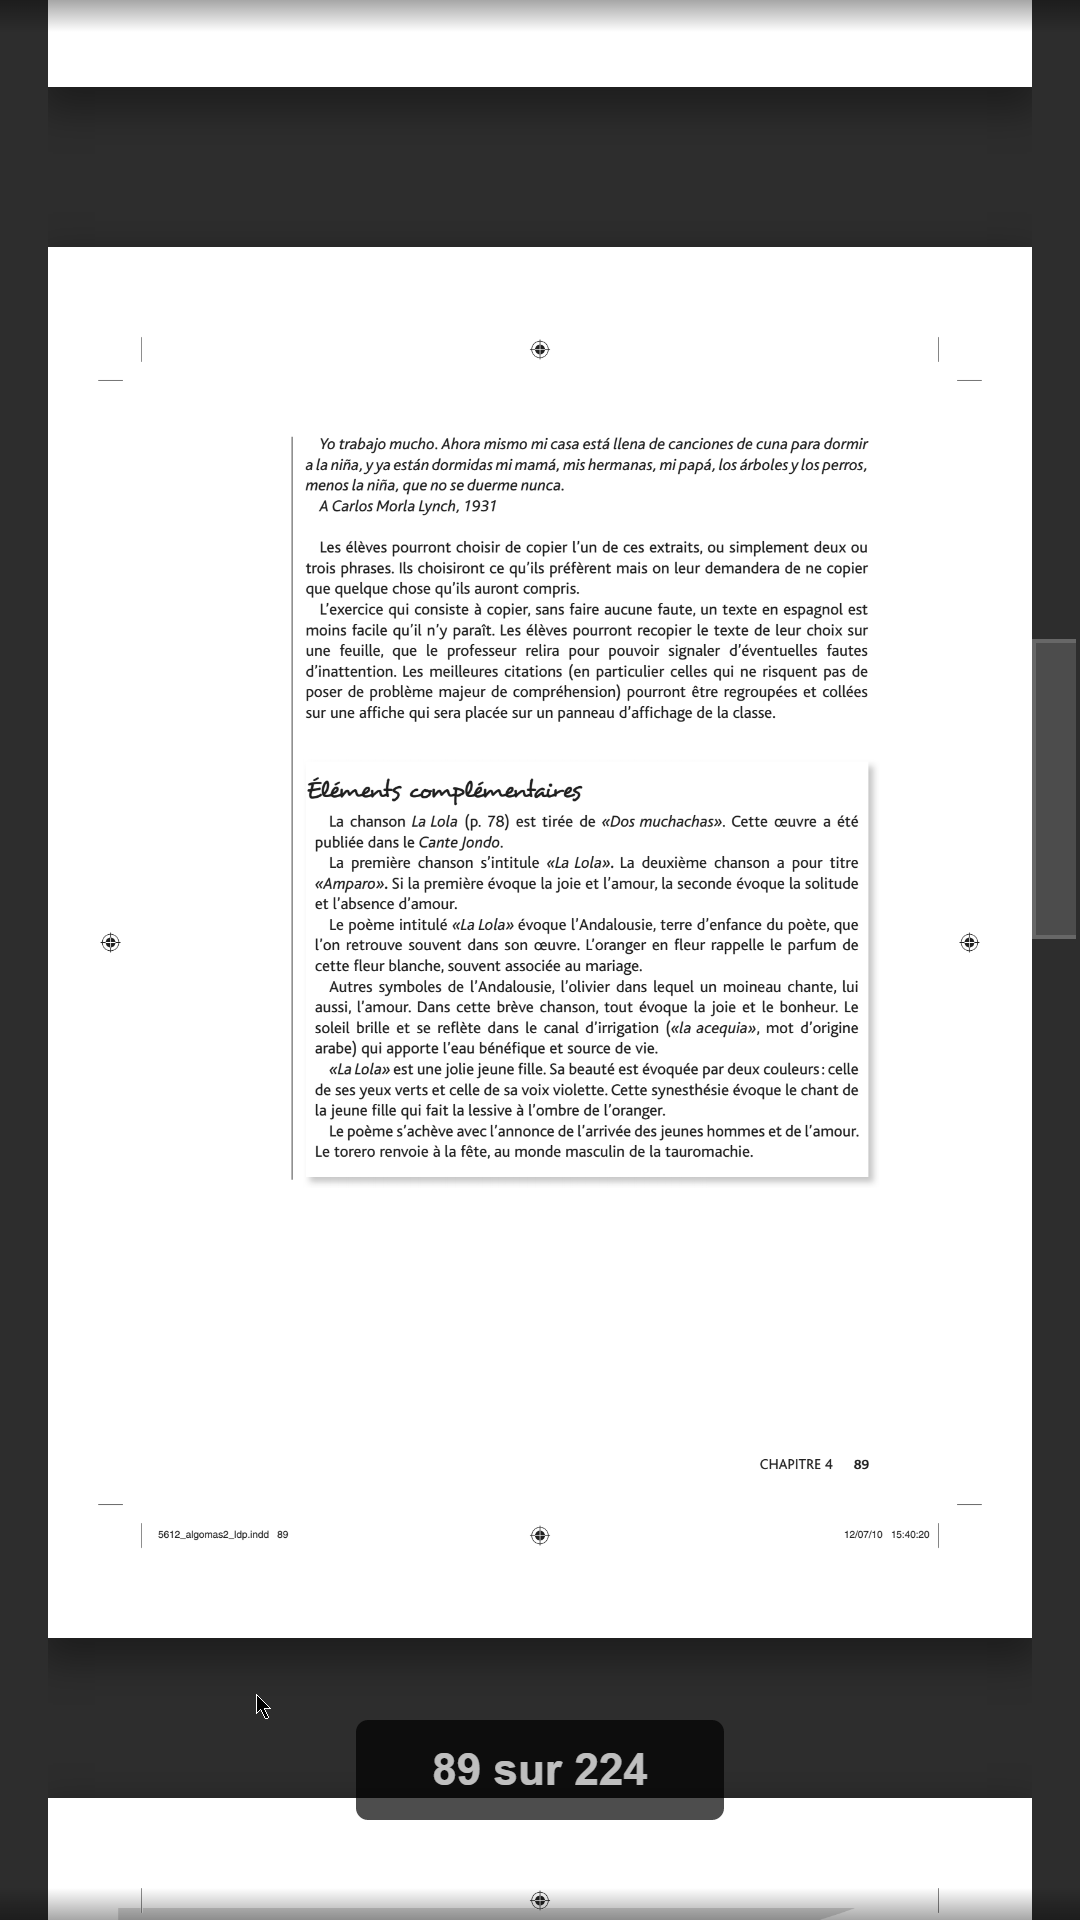 Yo trabajo mucho. Ahora mismo mi casa está llena de canciones de cuna para dormir
a la niña, y ya están dormidas mi mamá, mis hermanas, mi papá, los árboles y los perros,
menos la niña, que no se duerme nunca.
A Carlos Morla Lynch, 1931
Les élèves pourront choisir de copier l’un de ces extraits, ou simplement deux ou
trois phrases. Ils choisiront ce qu’ils préfèrent mais on leur demandera de ne copier
que quelque chose qu’ils auront compris.
L’exercice qui consiste à copier, sans faire aucune faute, un texte en espagnol est
moins facile qu’il n’y paraît. Les élèves pourront recopier le texte de leur choix sur
une feuille, que le professeur relira pour pouvoir signaler d’éventuelles fautes
d’inattention. Les meilleures citations (en particulier celles qui ne risquent pas de
poser de problème majeur de compréhension) pourront être regroupées et collées
sur une affiche qui sera placée sur un panneau d’affichage de la classe.
Éléments complémentaires
La chanson La Lola (p. 78) est tirée de «Dos muchachas». Cette œuvre a été
publiée dans le Cante Jondo.
La première chanson s’intitule «La Lola». La deuxième chanson a pour titre
«Amparo». Si la première évoque la joie et l’amour, la seconde évoque la solitude
et l’absence d’amour.
Le poème intitulé «La Lola» évoque l’Andalousie, terre d’enfance du poète, que
l’on retrouve souvent dans son œuvre. L’oranger en fleur rappelle le parfum de
cette fleur blanche, souvent associée au mariage.
Autres symboles de l’Andalousie, l’olivier dans lequel un moineau chante, lui
aussi, l’amour. Dans cette brève chanson, tout évoque la joie et le bonheur. Le
soleil brille et se reflète dans le canal d’irrigation («la acequia», mot d’origine
arabe) qui apporte l’eau bénéfique et source de vie.
«La Lola» est une jolie jeune fille. Sa beauté est évoquée par deux couleurs : celle
de ses yeux verts et celle de sa voix violette. Cette synesthésie évoque le chant de
la jeune fille qui fait la lessive à l’ombre de l’oranger.
Le poème s’achève avec l’annonce de l’arrivée des jeunes hommes et de l’amour.
Le torero renvoie à la fête, au monde masculin de la tauromachie.
CHAPITRE 4 89
5612_algomas2_ldp.indd 89 12/07/10 15:40:20
89 sur 224